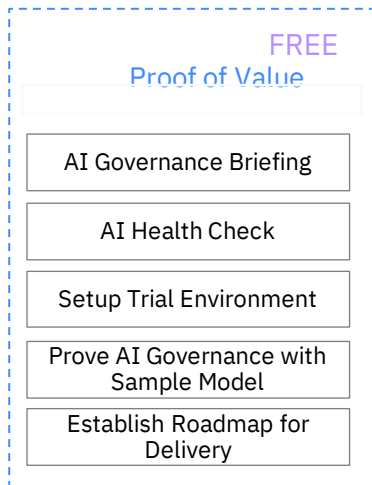 FREE
Proof of Value
AI Governance Briefing
AI Health Check
Setup Trial Environment
Prove AI Governance with
Sample Model
Establish Roadmap for
Delivery